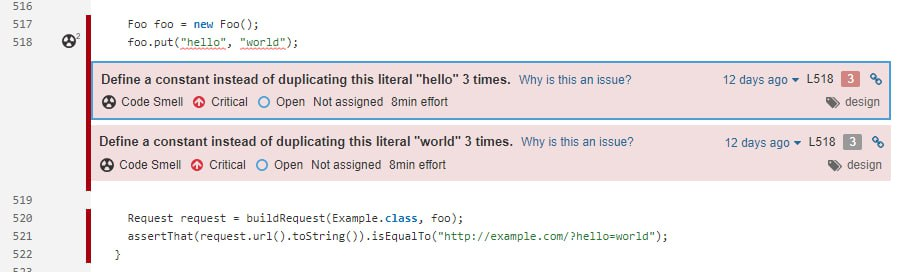 516
517 Foo foo = new Foo();
518 2 foo.put("hello", "world");
Define a constant instead of duplicating this literal "hello" 3 times. Why is this an issue? 12 days ago L518 3
Code Smell Critical Open Not assigned 8min effort design
Define a constant instead of duplicating this literal "world" 3 times. Why is this an issue? 12 days ago L518 3
Code Smell Critical Open Not assigned 8min effort design
519
520 Request request = buildRequest(Example.class, foo);
521 assertThat(request.url().toString()).isEqualTo("http://example.com/?hello=world");
522 }
523